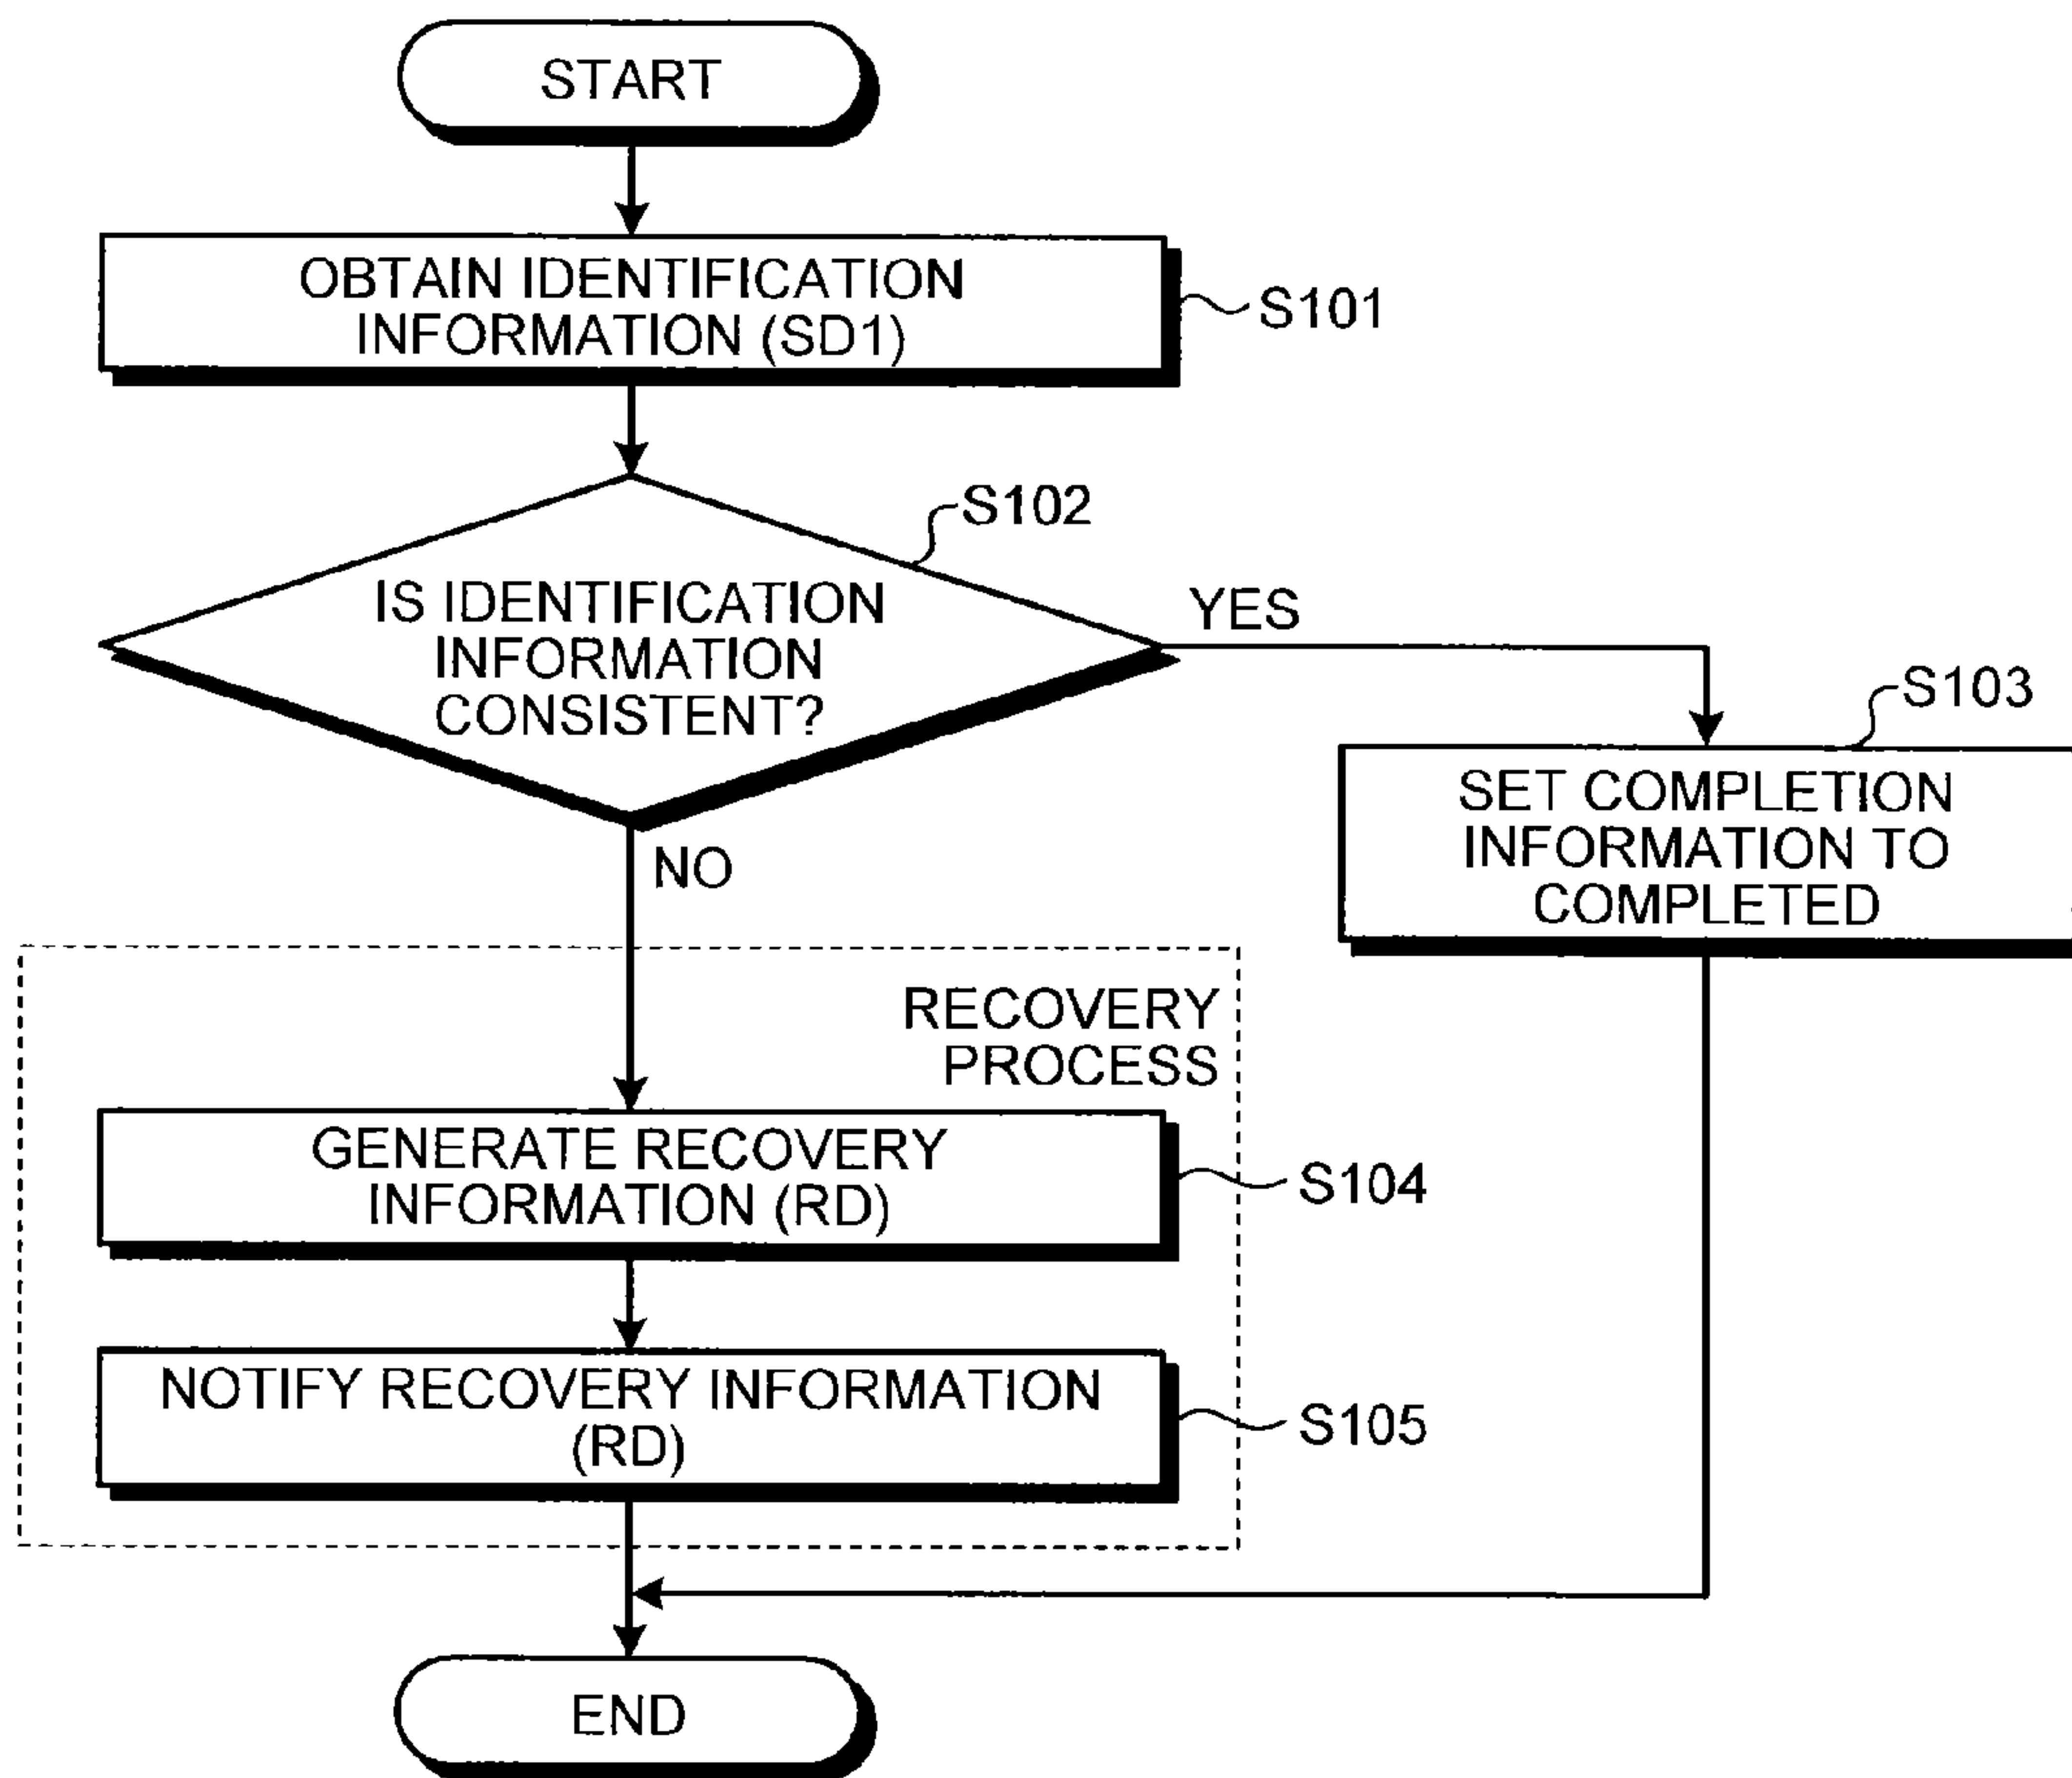 START
OBTAIN IDENTIFICATION
INFORMATION (SD1)
S101
S102
IS IDENTIFICATION
INFORMATION
CONSISTENT?
YES
NO
S103
SET COMPLETION
INFORMATION TO
COMPLETED
RECOVERY
PROCESS
GENERATE RECOVERY
INFORMATION (RD)
S104
NOTIFY RECOVERY INFORMATION
(RD)
S105
END